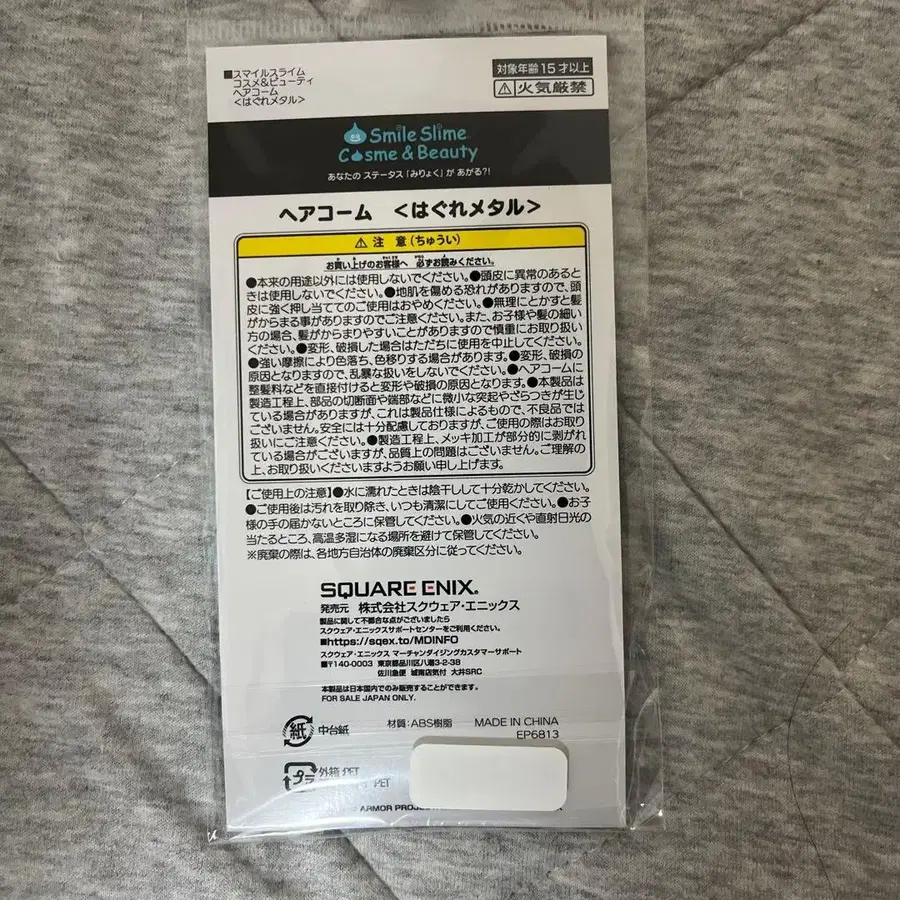 ■スマイルスライム
コスメ&ビューティ
ヘアコーム
<はぐれメタル>
対象年齢15才以上
⚠火気厳禁
Smile Slime
Cosme & Beauty
あなたの ステータス「みりょく」が あがる?!
ヘアコーム <はぐれメタル>
⚠ 注 意(ちゅうい)
お買い上げのお客様へ 必ずお読みください。
●本来の用途以外には使用しないでください。●頭皮に異常のあると
きは使用しないでください。●地肌を傷める恐れがありますので、頭
皮に強く押し当ててのご使用はおやめください。●無理にとかすと髪
がからまる事がありますのでご注意ください。また、お子様や髪の細い
方の場合、髪がからまりやすいことがありますので慎重にお取り扱い
ください。●変形、破損した場合はただちに使用を中止してください。
●強い摩擦により色落ち、色移りする場合があります。●変形、破損の
原因となりますので、乱暴な扱いをしないでください。●ヘアコームに
整髪料などを直接付けると変形や破損の原因となります。●本製品は
製造工程上、部品の切断面や端部などに微小な突起やざらつきが生じ
ている場合がありますが、これは製品仕様によるもので、不良品では
ございません。安全には十分配慮しておりますが、ご使用の際はお取り
扱いにご注意ください。●製造工程上、メッキ加工が部分的に剥がれ
ている場合がございますが、品質上の問題はございません。ご理解の
上、お取り扱いくださいますようお願い申し上げます。
【ご使用上の注意】●水に濡れたときは陰干しして十分乾かしてください。
●ご使用後は汚れを取り除き、いつも清潔にしてご使用ください。●お子
様の手の届かないところに保管してください。●火気の近くや直射日光の
当たるところ、高温多湿になる場所を避けて保管してください。
※廃棄の際は、各地方自治体の廃棄区分に従ってください。
SQUARE ENIX®
発売元 株式会社スクウェア・エニックス
製品に関して不都合な点がございましたら
スクウェア・エニックスサポートセンターをご利用ください。
■https://sqex.to/MDINFO
スクウェア・エニックス マーチャンダイジングカスタマーサポート
■〒140-0003 東京都品川区八潮3-2-38
佐川急便 城南店気付 大井SRC
本製品は日本国内でのみ販売することができます。
FOR SALE JAPAN ONLY.
紙 中台紙
材質:ABS樹脂
MADE IN CHINA
EP6813
プラ 外箱:PET
PET
ARMOR PROJECT